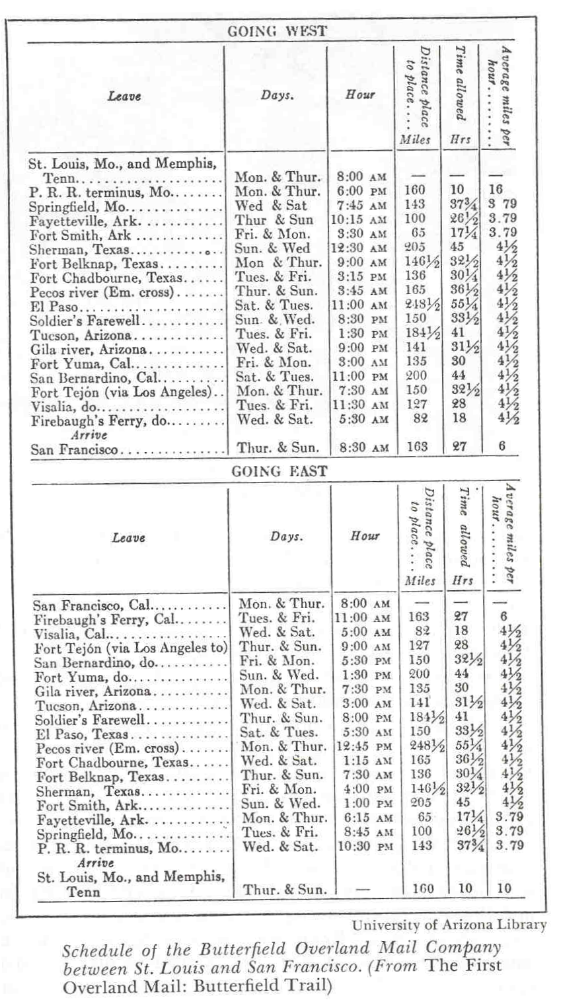 GOING WEST
Leave Days. Hour Distance place to place.... Miles Time allowed Hrs Average miles per hour.........
St. Louis, Mo., and Memphis,
Tenn.................... Mon. & Thur. 8:00 AM — — —
P. R. R. terminus, Mo........ Mon. & Thur. 6:00 PM 160 10 16
Springfield, Mo.............. Wed & Sat 7:45 AM 143 37¾ 3 79
Fayetteville, Ark. ........... Thur & Sun 10:15 AM 100 26½ 3.79
Fort Smith, Ark ............. Fri. & Mon. 3:30 AM 65 17¼ 3.79
Sherman, Texas............. Sun. & Wed 12:30 AM 205 45 4½
Fort Belknap, Texas......... Mon & Thur. 9:00 AM 146½ 32½ 4½
Fort Chadbourne, Texas...... Tues. & Fri. 3:15 PM 136 30¼ 4½
Pecos river (Em. cross)....... Thur. & Sun. 3:45 AM 165 36½ 4½
El Paso..................... Sat. & Tues. 11:00 AM 248½ 55¼ 4½
Soldier's Farewell............ Sun. & Wed. 8:30 PM 150 33½ 4½
Tucson, Arizona............. Tues. & Fri. 1:30 PM 184½ 41 4½
Gila river, Arizona........... Wed. & Sat. 9:00 PM 141 31½ 4½
Fort Yuma, Cal.............. Fri. & Mon. 3:00 AM 135 30 4½
San Bernardino, Cal.......... Sat. & Tues. 11:00 PM 200 44 4½
Fort Tejón (via Los Angeles).. Mon. & Thur. 7:30 AM 150 32½ 4½
Visalia, do................... Tues. & Fri. 11:30 AM 127 28 4½
Firebaugh's Ferry, do......... Wed. & Sat. 5:30 AM 82 18 4½
Arrive
San Francisco............... Thur. & Sun. 8:30 AM 163 27 6
GOING EAST
Leave Days. Hour Distance place to place.... Miles Time allowed Hrs Average miles per hour.........
San Francisco, Cal............ Mon. & Thur. 8:00 AM — — —
Firebaugh's Ferry, Cal........ Tues. & Fri. 11:00 AM 163 27 6
Visalia, Cal.................. Wed. & Sat. 5:00 AM 82 18 4½
Fort Tejón (via Los Angeles to) Thur. & Sun. 9:00 AM 127 28 4½
San Bernardino, do........... Fri. & Mon. 5:30 PM 150 32½ 4½
Fort Yuma, do............... Sun. & Wed. 1:30 PM 200 44 4½
Gila river, Arizona........... Mon. & Thur. 7:30 PM 135 30 4½
Tucson, Arizona............. Wed. & Sat. 3:00 AM 141 31½ 4½
Soldier's Farewell............ Thur. & Sun. 8:00 PM 184½ 41 4½
El Paso, Texas.............. Sat. & Tues. 5:30 AM 150 33½ 4½
Pecos river (Em. cross)....... Mon. & Thur. 12:45 PM 248½ 55¼ 4½
Fort Chadbourne, Texas...... Wed. & Sat. 1:15 AM 165 36½ 4½
Fort Belknap, Texas......... Thur. & Sun. 7:30 AM 136 30¼ 4½
Sherman, Texas............. Fri. & Mon. 4:00 PM 146½ 32½ 4½
Fort Smith, Ark............. Sun. & Wed. 1:00 PM 205 45 4½
Fayetteville, Ark. ........... Mon. & Thur. 6:15 AM 65 17¼ 3.79
Springfield, Mo.............. Tues. & Fri. 8:45 AM 100 26½ 3.79
P. R. R. terminus, Mo........ Wed. & Sat. 10:30 PM 143 37¾ 3.79
Arrive
St. Louis, Mo., and Memphis,
Tenn Thur. & Sun. — 160 10 10
University of Arizona Library
Schedule of the Butterfield Overland Mail Company
between St. Louis and San Francisco. (From The First
Overland Mail: Butterfield Trail)